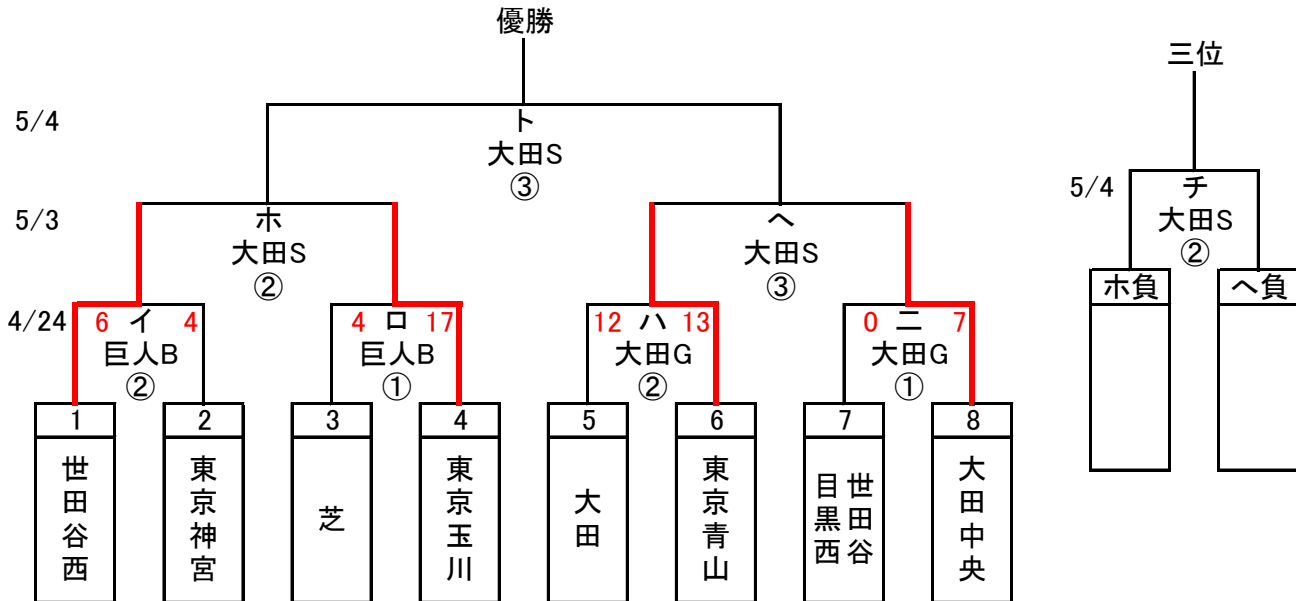 優勝
三位
5/4
ト
大田S
③
5/4
チ
大田S
②
5/3
ホ
大田S
②
ヘ
大田S
③
ホ負
ヘ負
4/24
6 イ 4
巨人B
②
4 ロ 17
巨人B
①
12 ハ 13
大田G
②
0 ニ 7
大田G
①
1
2
3
4
5
6
7
8
世田谷西
東京神宮
芝
東京玉川
大田
東京青山
世田谷
目黒西
大田中央